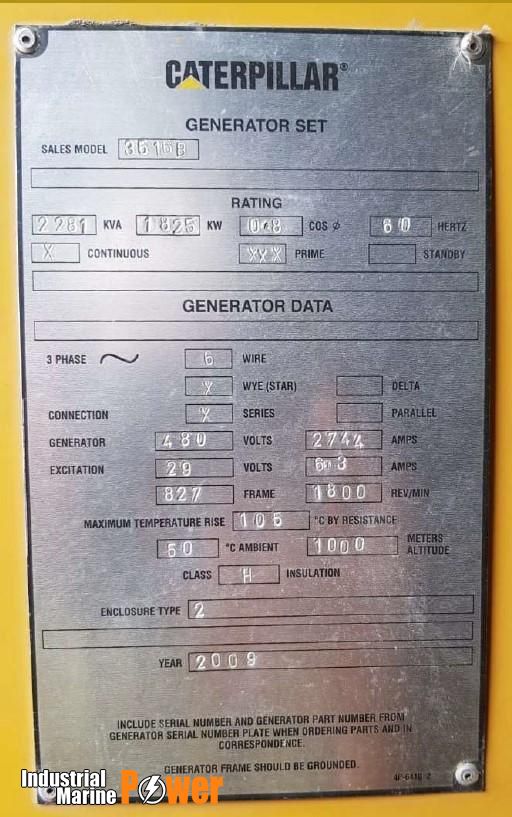 CATERPILLAR®
GENERATOR SET
SALES MODEL 3516B
RATING
2281 KVA 1825 KW 0.8 COS ø 60 HERTZ
X CONTINUOUS XXX PRIME STANDBY
GENERATOR DATA
3 PHASE 6 WIRE
X WYE (STAR) DELTA
CONNECTION X SERIES PARALLEL
GENERATOR 480 VOLTS 2744 AMPS
EXCITATION 29 VOLTS 6.3 AMPS
827 FRAME 1800 REV/MIN
MAXIMUM TEMPERATURE RISE 105 °C BY RESISTANCE
50 °C AMBIENT 1000 METERS ALTITUDE
CLASS H INSULATION
ENCLOSURE TYPE 2
YEAR 2009
INCLUDE SERIAL NUMBER AND GENERATOR PART NUMBER FROM
GENERATOR SERIAL NUMBER PLATE WHEN ORDERING PARTS AND IN
CORRESPONDENCE.
GENERATOR FRAME SHOULD BE GROUNDED.
Industrial
Marine Power